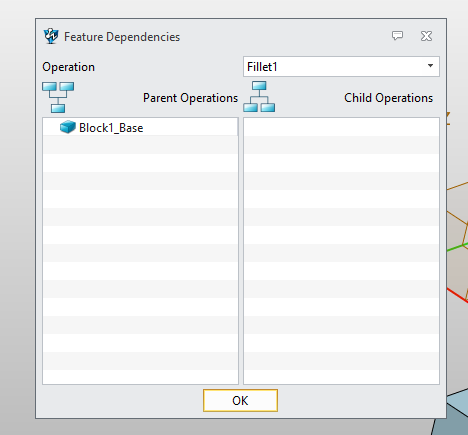 Feature Dependencies
Operation Fillet1
Parent Operations Child Operations
Block1_Base
OK